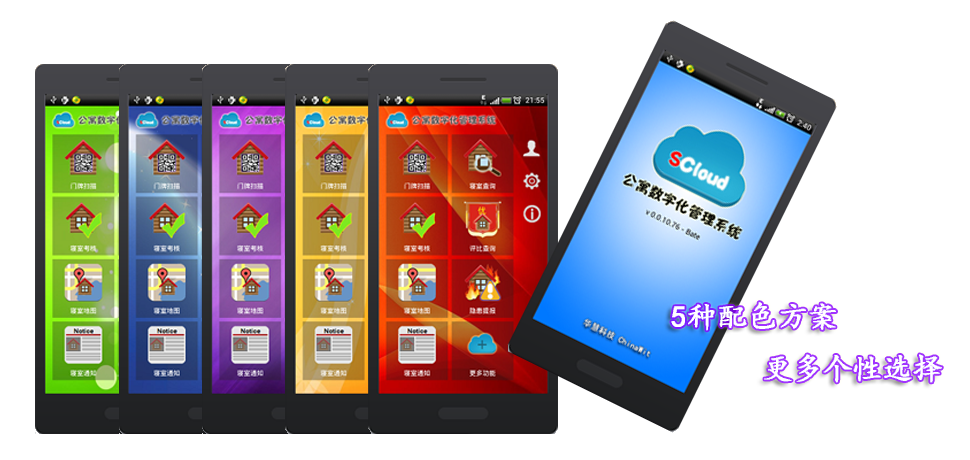 Cloud 公寓数字化
门牌扫描
寝室考核
寝室地图
Notice
寝室通知
Cloud 公寓数字化
门牌扫描
寝室考核
寝室地图
Notice
寝室通知
Cloud 公寓数字化
门牌扫描
寝室考核
寝室地图
Notice
寝室通知
Cloud 公寓数字化
门牌扫描
寝室考核
寝室地图
Notice
寝室通知
21:55
Cloud 公寓数字化管理系统
门牌扫描 寝室查询
寝室考核 评比查询
寝室地图 隐患提报
Notice
寝室通知 更多功能
2:40
SCloud
公寓数字化管理系统
v 0.0.10.76 - Bate
华慧科技 ChinaWit
5种配色方案
更多个性选择